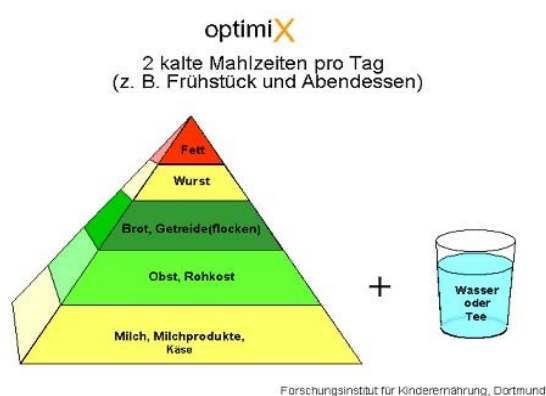 optimiX
2 kalte Mahlzeiten pro Tag
(z. B. Frühstück und Abendessen)
Fett
Wurst
Brot, Getreide(flocken)
Obst, Rohkost
Milch, Milchprodukte,
Käse
+
Wasser
oder
Tee
Forschungsinstitut für Kinderernährung, Dortmund